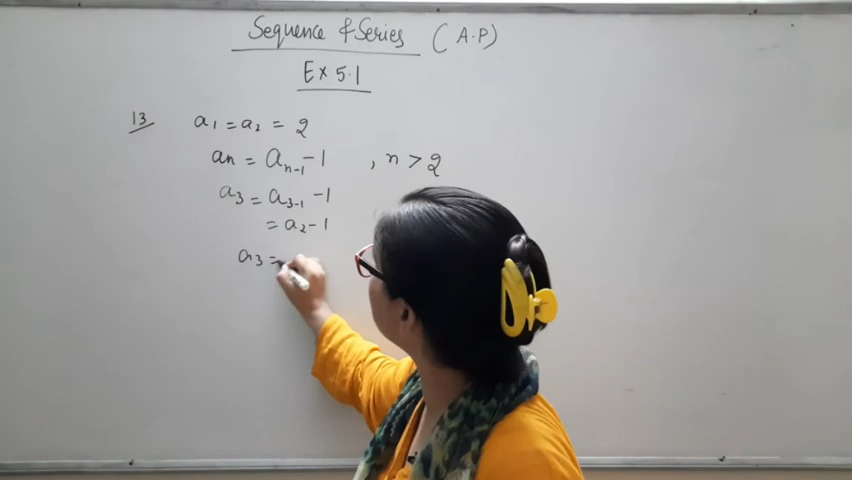 Sequence & Series (A.P)
Ex 5.1
13 a₁ = a₂ = 2
an = aₙ₋₁ - 1 , n > 2
a₃ = a₃₋₁ - 1
= a₂ - 1
a₃ =